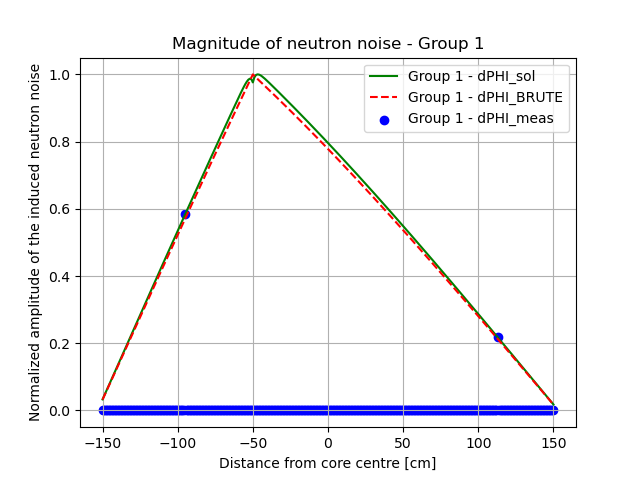 Magnitude of neutron noise - Group 1
Normalized amplitude of the induced neutron noise
1.0
0.8
0.6
0.4
0.2
0.0
Group 1 - dPHI_sol
Group 1 - dPHI_BRUTE
Group 1 - dPHI_meas
−150
−100
−50
0
50
100
150
Distance from core centre [cm]